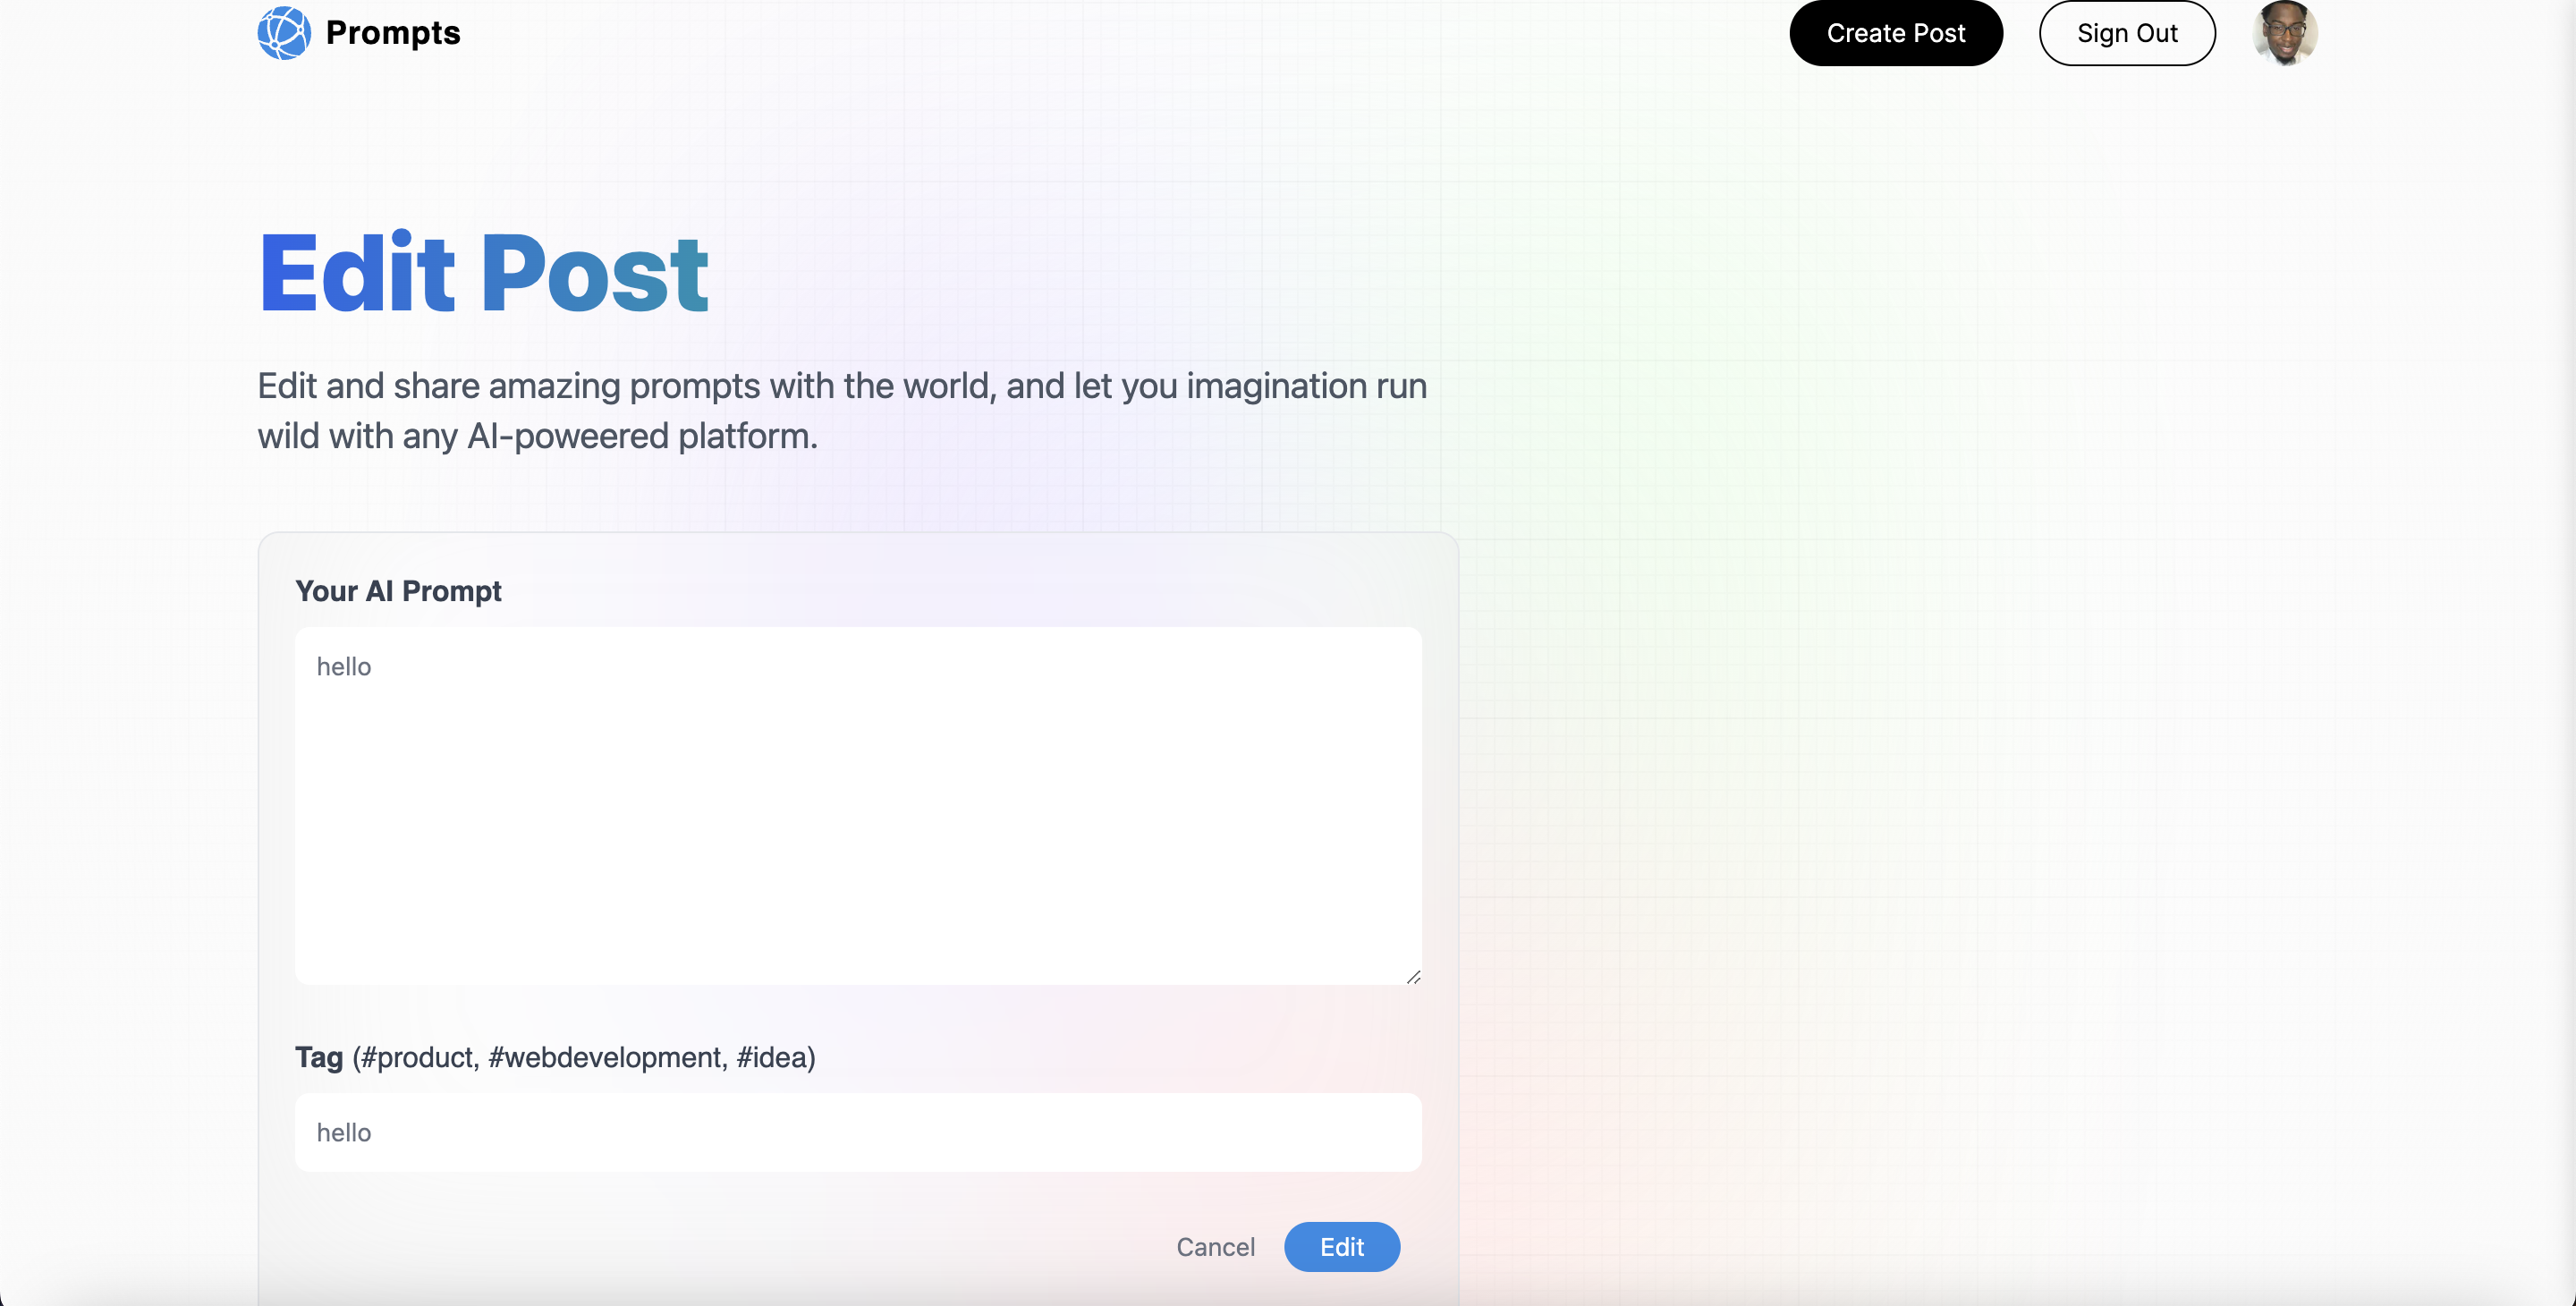 Prompts
Create Post
Sign Out
Edit Post
Edit and share amazing prompts with the world, and let you imagination run
wild with any AI-poweered platform.
Your AI Prompt
hello
Tag (#product, #webdevelopment, #idea)
hello
Cancel
Edit